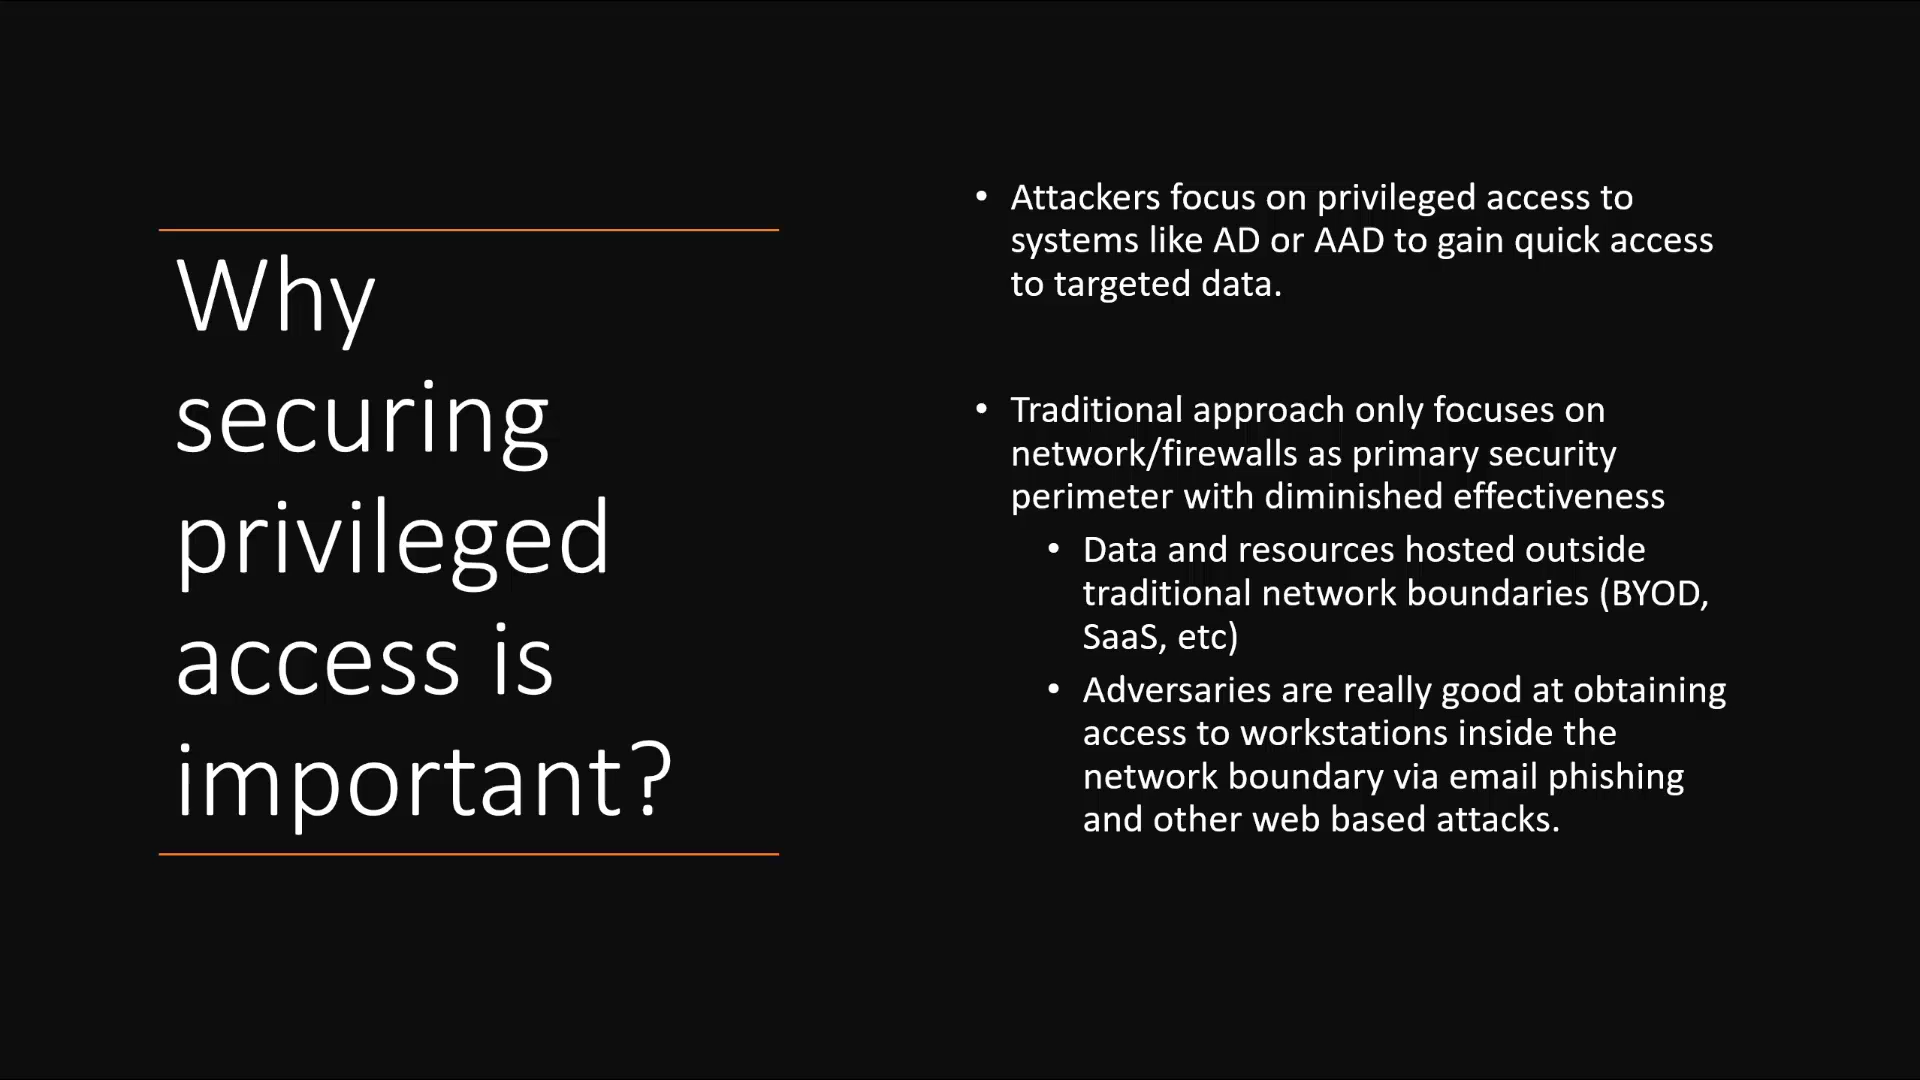 Why
securing
privileged
access is
important?
• Attackers focus on privileged access to
systems like AD or AAD to gain quick access
to targeted data.
• Traditional approach only focuses on
network/firewalls as primary security
perimeter with diminished effectiveness
• Data and resources hosted outside
traditional network boundaries (BYOD,
SaaS, etc)
• Adversaries are really good at obtaining
access to workstations inside the
network boundary via email phishing
and other web based attacks.